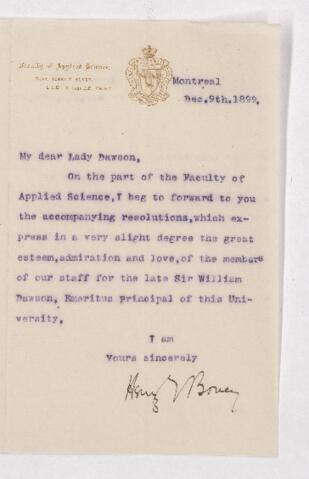 Faculty of Applied Science.
Montreal
Dec. 9th. 1899.
My dear Lady Dawson,
On the part of the Faculty of
Applied Science, I beg to forward to you
the accompanying resolutions, which ex-
press in a very slight degree the great
esteem, admiration and love, of the members
of our staff for the late Sir William
Dawson, Emeritus Principal of this Uni-
versity.
I am
Yours sincerely
Henry T Bovey